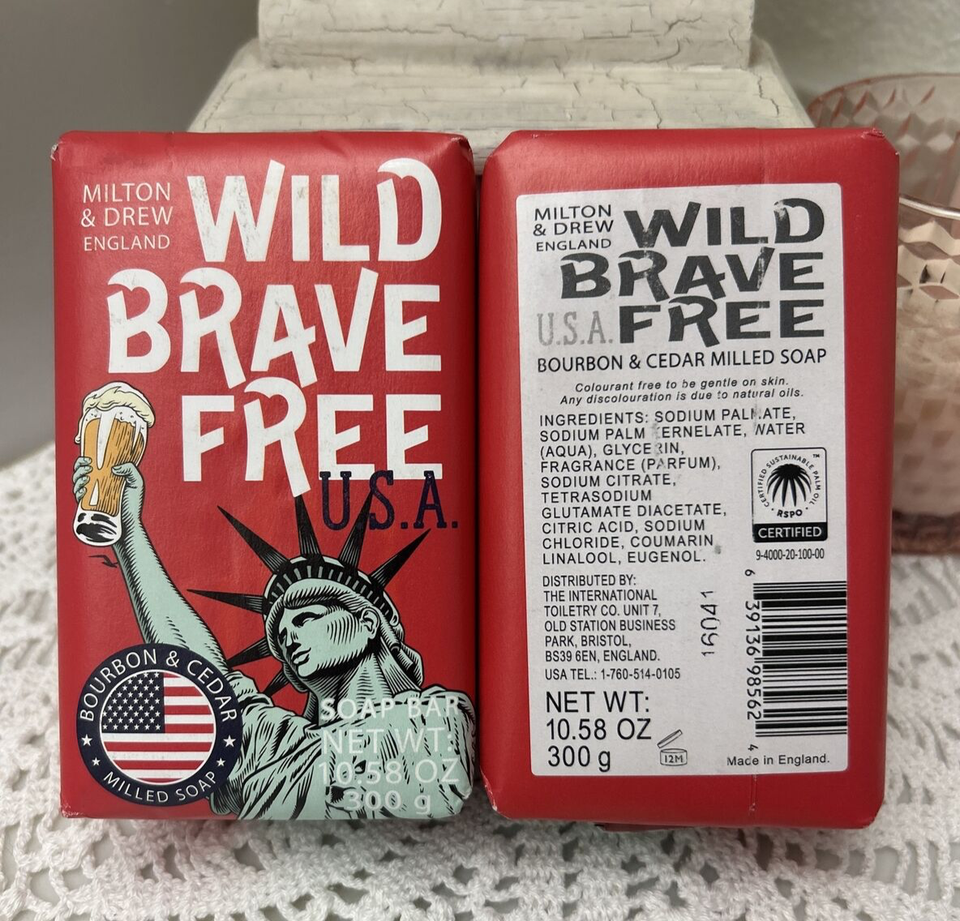 MILTON
& DREW
ENGLAND
WILD
BRAVE
FREE
U.S.A.
BOURBON & CEDAR
MILLED SOAP
SOAP BAR
NET WT:
10.58 OZ
300 g
MILTON
& DREW
ENGLAND
WILD
BRAVE
U.S.A. FREE
BOURBON & CEDAR MILLED SOAP
Colourant free to be gentle on skin.
Any discolouration is due to natural oils.
INGREDIENTS: SODIUM PALMATE,
SODIUM PALM KERNELATE, WATER
(AQUA), GLYCERIN,
FRAGRANCE (PARFUM),
SODIUM CITRATE,
TETRASODIUM
GLUTAMATE DIACETATE,
CITRIC ACID, SODIUM
CHLORIDE, COUMARIN
LINALOOL, EUGENOL.
CERTIFIED SUSTAINABLE PALM OIL
TM
RSPO
CERTIFIED
9-4000-20-100-00
DISTRIBUTED BY:
THE INTERNATIONAL
TOILETRY CO. UNIT 7,
OLD STATION BUSINESS
PARK, BRISTOL,
BS39 6EN, ENGLAND.
USA TEL.: 1-760-514-0105
16041
6 39136 98562 4
NET WT:
10.58 OZ
300 g
12M
Made in England.